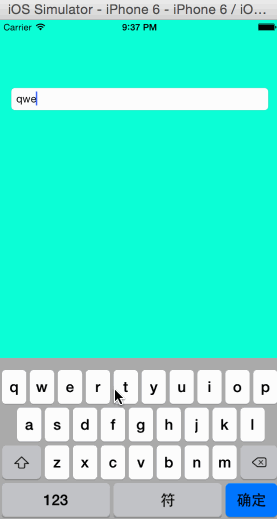 iOS Simulator - iPhone 6 - iPhone 6 / iO...
Carrier 9:37 PM
qwe
q w e r t y u i o p
a s d f g h j k l
z x c v b n m
123 符 确定